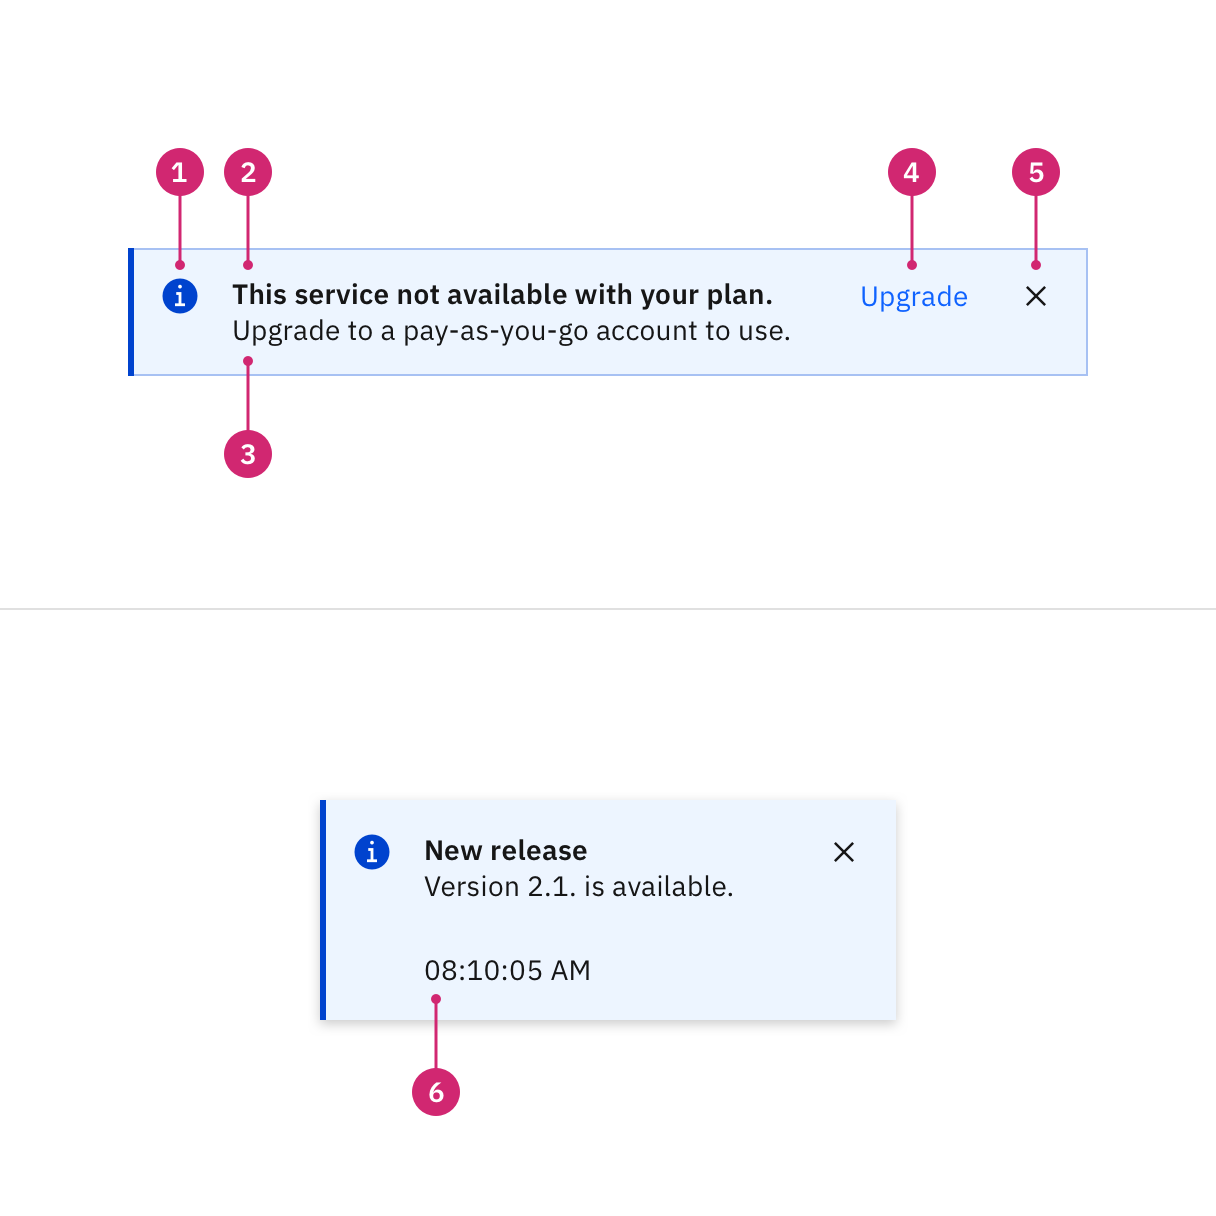 1 2 4 5
This service not available with your plan. Upgrade
Upgrade to a pay-as-you-go account to use.
3
New release
Version 2.1. is available.
08:10:05 AM
6